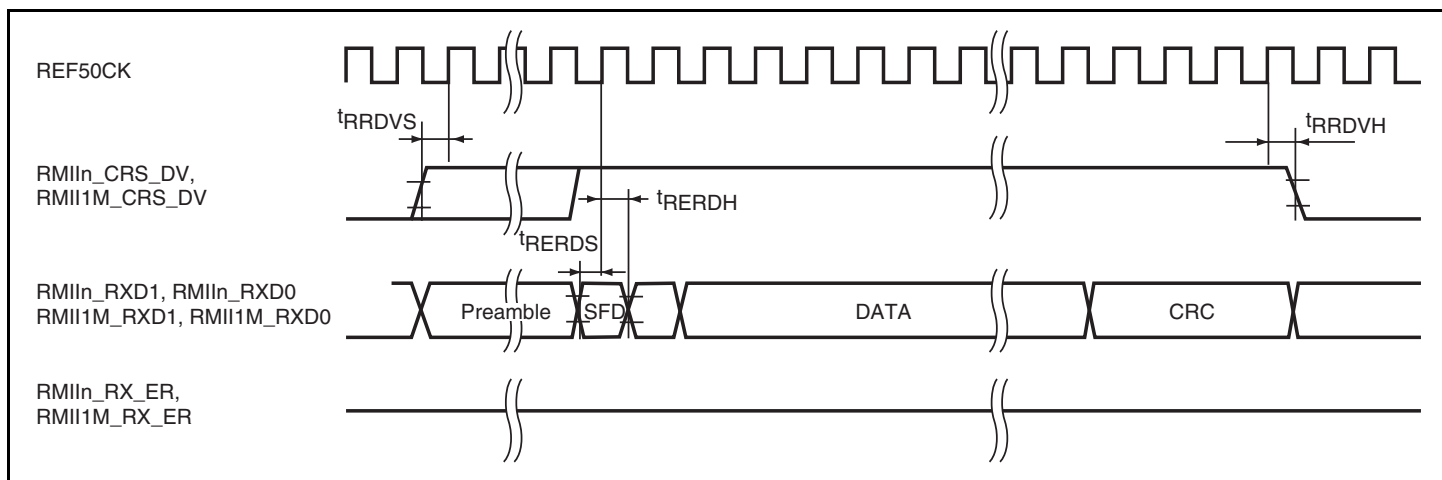 REF50CK
tRRDVS
tRRDVH
RMIIn_CRS_DV,
RMII1M_CRS_DV
tRERDH
tRERDS
RMIIn_RXD1, RMIIn_RXD0
RMII1M_RXD1, RMII1M_RXD0
Preamble
SFD
DATA
CRC
RMIIn_RX_ER,
RMII1M_RX_ER